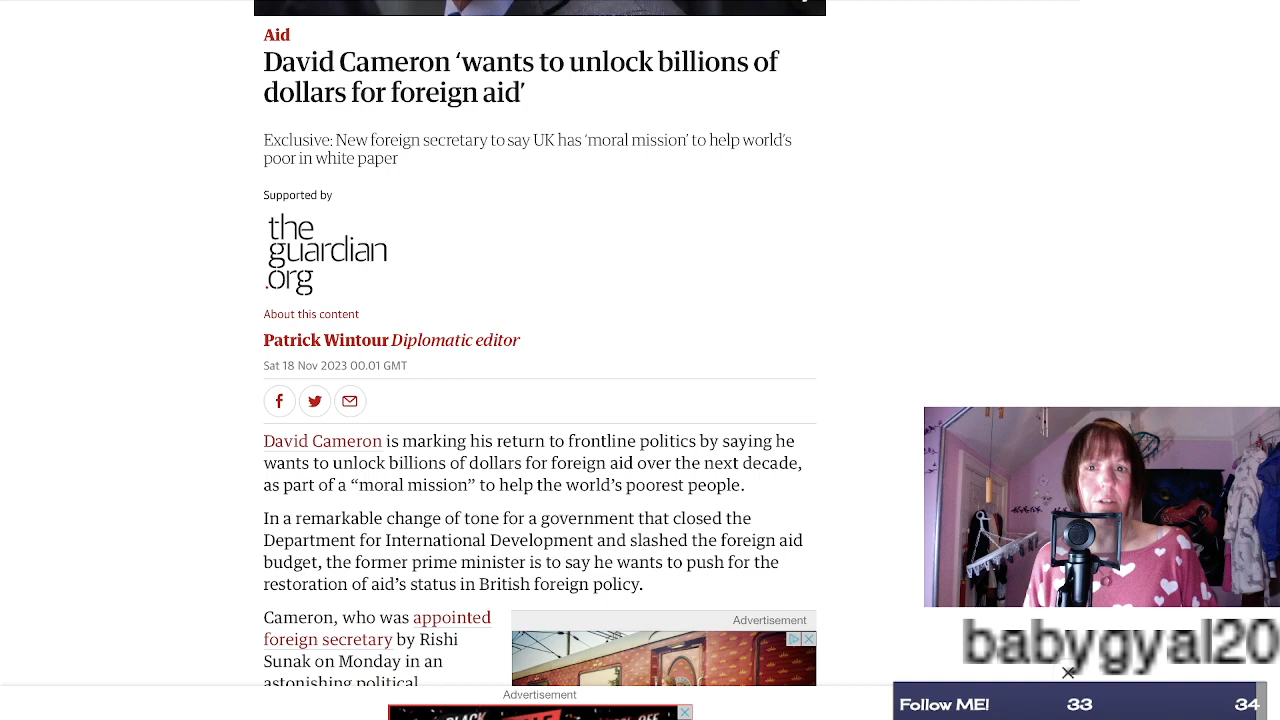 Aid
David Cameron ‘wants to unlock billions of
dollars for foreign aid’
Exclusive: New foreign secretary to say UK has ‘moral mission’ to help world’s
poor in white paper
Supported by
the
guardian
.org
About this content
Patrick Wintour Diplomatic editor
Sat 18 Nov 2023 00.01 GMT
David Cameron is marking his return to frontline politics by saying he
wants to unlock billions of dollars for foreign aid over the next decade,
as part of a “moral mission” to help the world’s poorest people.
In a remarkable change of tone for a government that closed the
Department for International Development and slashed the foreign aid
budget, the former prime minister is to say he wants to push for the
restoration of aid’s status in British foreign policy.
Cameron, who was appointed
foreign secretary by Rishi
Sunak on Monday in an
astonishing political
Advertisement
Advertisement
babygyal20
Follow ME! 33 34